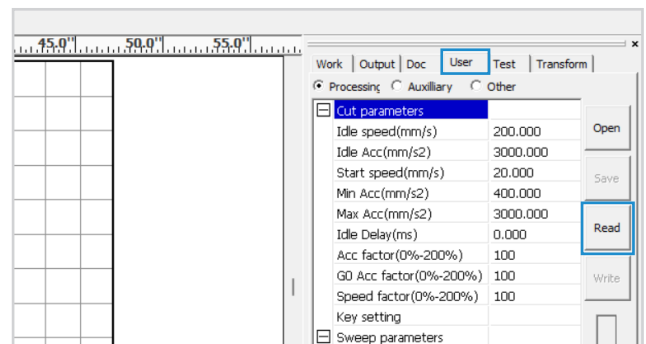 45.0" 50.0" 55.0"
Work Output Doc User Test Transform
Processing Auxilliary Other
Cut parameters
Idle speed(mm/s) 200.000
Open
Idle Acc(mm/s2) 3000.000
Start speed(mm/s) 20.000
Save
Min Acc(mm/s2) 400.000
Max Acc(mm/s2) 3000.000
Read
Idle Delay(ms) 0.000
Acc factor(0%-200%) 100
G0 Acc factor(0%-200%) 100
Write
Speed factor(0%-200%) 100
Key setting
Sweep parameters